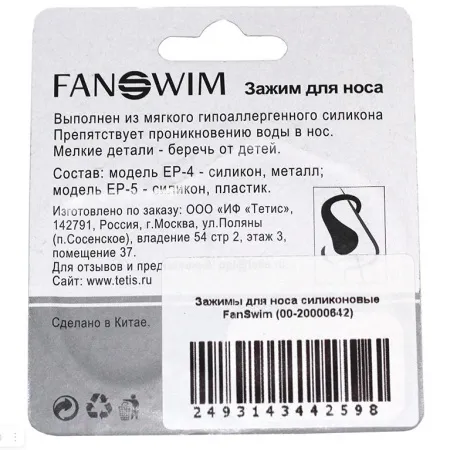 FANSWIM Зажим для носа
Выполнен из мягкого гипоаллергенного силикона
Препятствует проникновению воды в нос.
Мелкие детали - беречь от детей.
Состав: модель EP-4 - силикон, металл;
модель EP-5 - силикон, пластик.
Изготовлено по заказу: ООО «ИФ «Тетис»,
142791, Россия, г.Москва, ул.Поляны
(п.Сосенское), владение 54 стр 2, этаж 3,
помещение 37.
Для отзывов и
Сайт: www.tetis.ru
Сделано в Китае.
Зажимы для носа силиконовые
FanSwim (00-20000642)
2493143442598